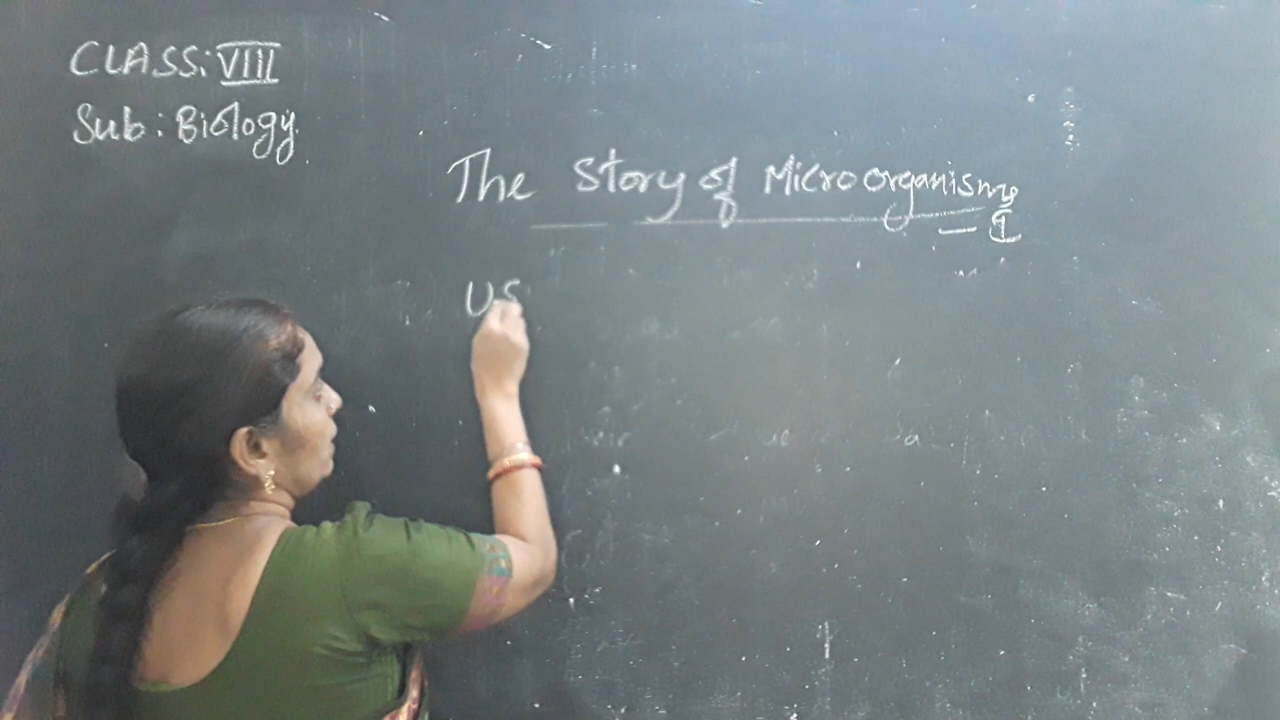 CLASS: VIII
Sub: Biology
The Story of Microorganisms
- I
US